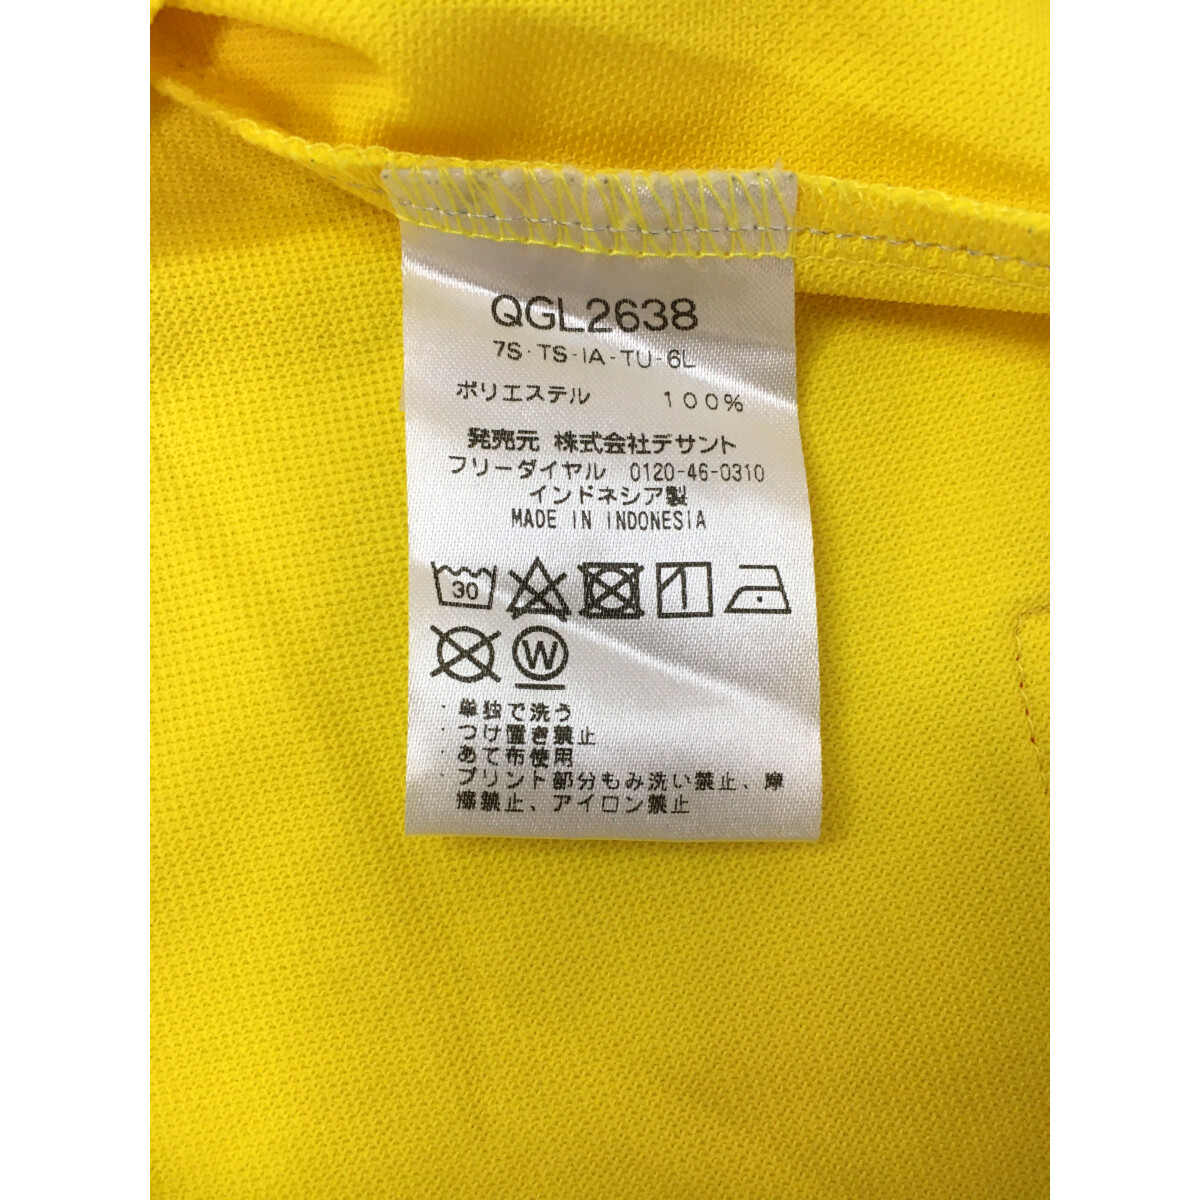 QGL2638
7S-TS-IA-TU-6L
ポリエステル 100%
発売元 株式会社デサント
フリーダイヤル 0120-46-0310
インドネシア製
MADE IN INDONESIA
30
W
・単独で洗う
・つけ置き禁止
・あて布使用
・プリント部分もみ洗い禁止、摩
擦禁止、アイロン禁止